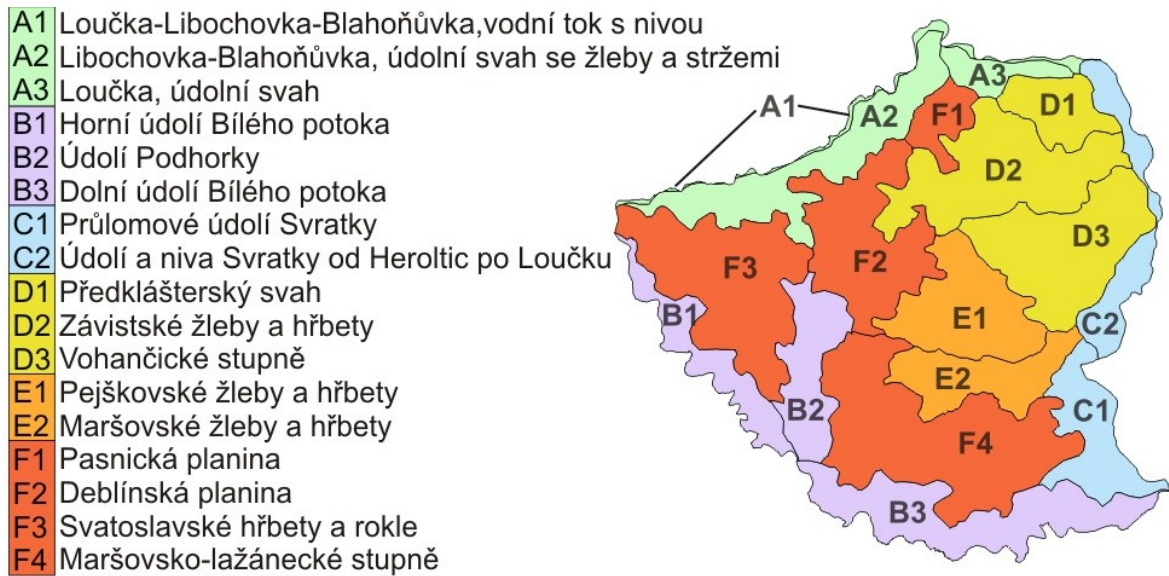 A1 Loučka-Libochovka-Blahoňůvka,vodní tok s nivou
A2 Libochovka-Blahoňůvka, údolní svah se žleby a stržemi
A3 Loučka, údolní svah
B1 Horní údolí Bílého potoka
B2 Údolí Podhorky
B3 Dolní údolí Bílého potoka
C1 Průlomové údolí Svratky
C2 Údolí a niva Svratky od Heroltic po Loučku
D1 Předklášterský svah
D2 Závistské žleby a hřbety
D3 Vohančické stupně
E1 Pejškovské žleby a hřbety
E2 Maršovské žleby a hřbety
F1 Pasnická planina
F2 Deblínská planina
F3 Svatoslavské hřbety a rokle
F4 Maršovsko-lažánecké stupně
A3
A1
A2
F1
D1
D2
D3
F3
F2
B1
E1
C2
E2
B2
C1
F4
B3